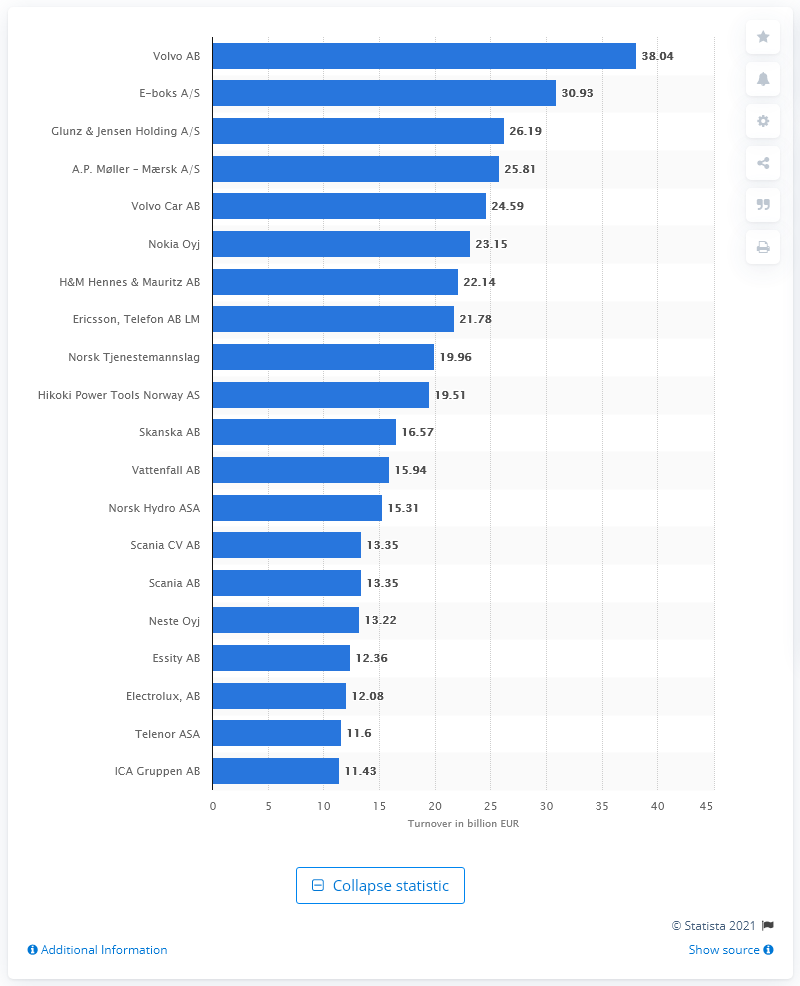 Volvo AB 38.04
E-boks A/S 30.93
Glunz & Jensen Holding A/S 26.19
A.P. Møller – Mærsk A/S 25.81
Volvo Car AB 24.59
Nokia Oyj 23.15
H&M Hennes & Mauritz AB 22.14
Ericsson, Telefon AB LM 21.78
Norsk Tjenestemannslag 19.96
Hikoki Power Tools Norway AS 19.51
Skanska AB 16.57
Vattenfall AB 15.94
Norsk Hydro ASA 15.31
Scania CV AB 13.35
Scania AB 13.35
Neste Oyj 13.22
Essity AB 12.36
Electrolux, AB 12.08
Telenor ASA 11.6
ICA Gruppen AB 11.43
0 5 10 15 20 25 30 35 40 45
Turnover in billion EUR
Collapse statistic
© Statista 2021
Additional Information Show source